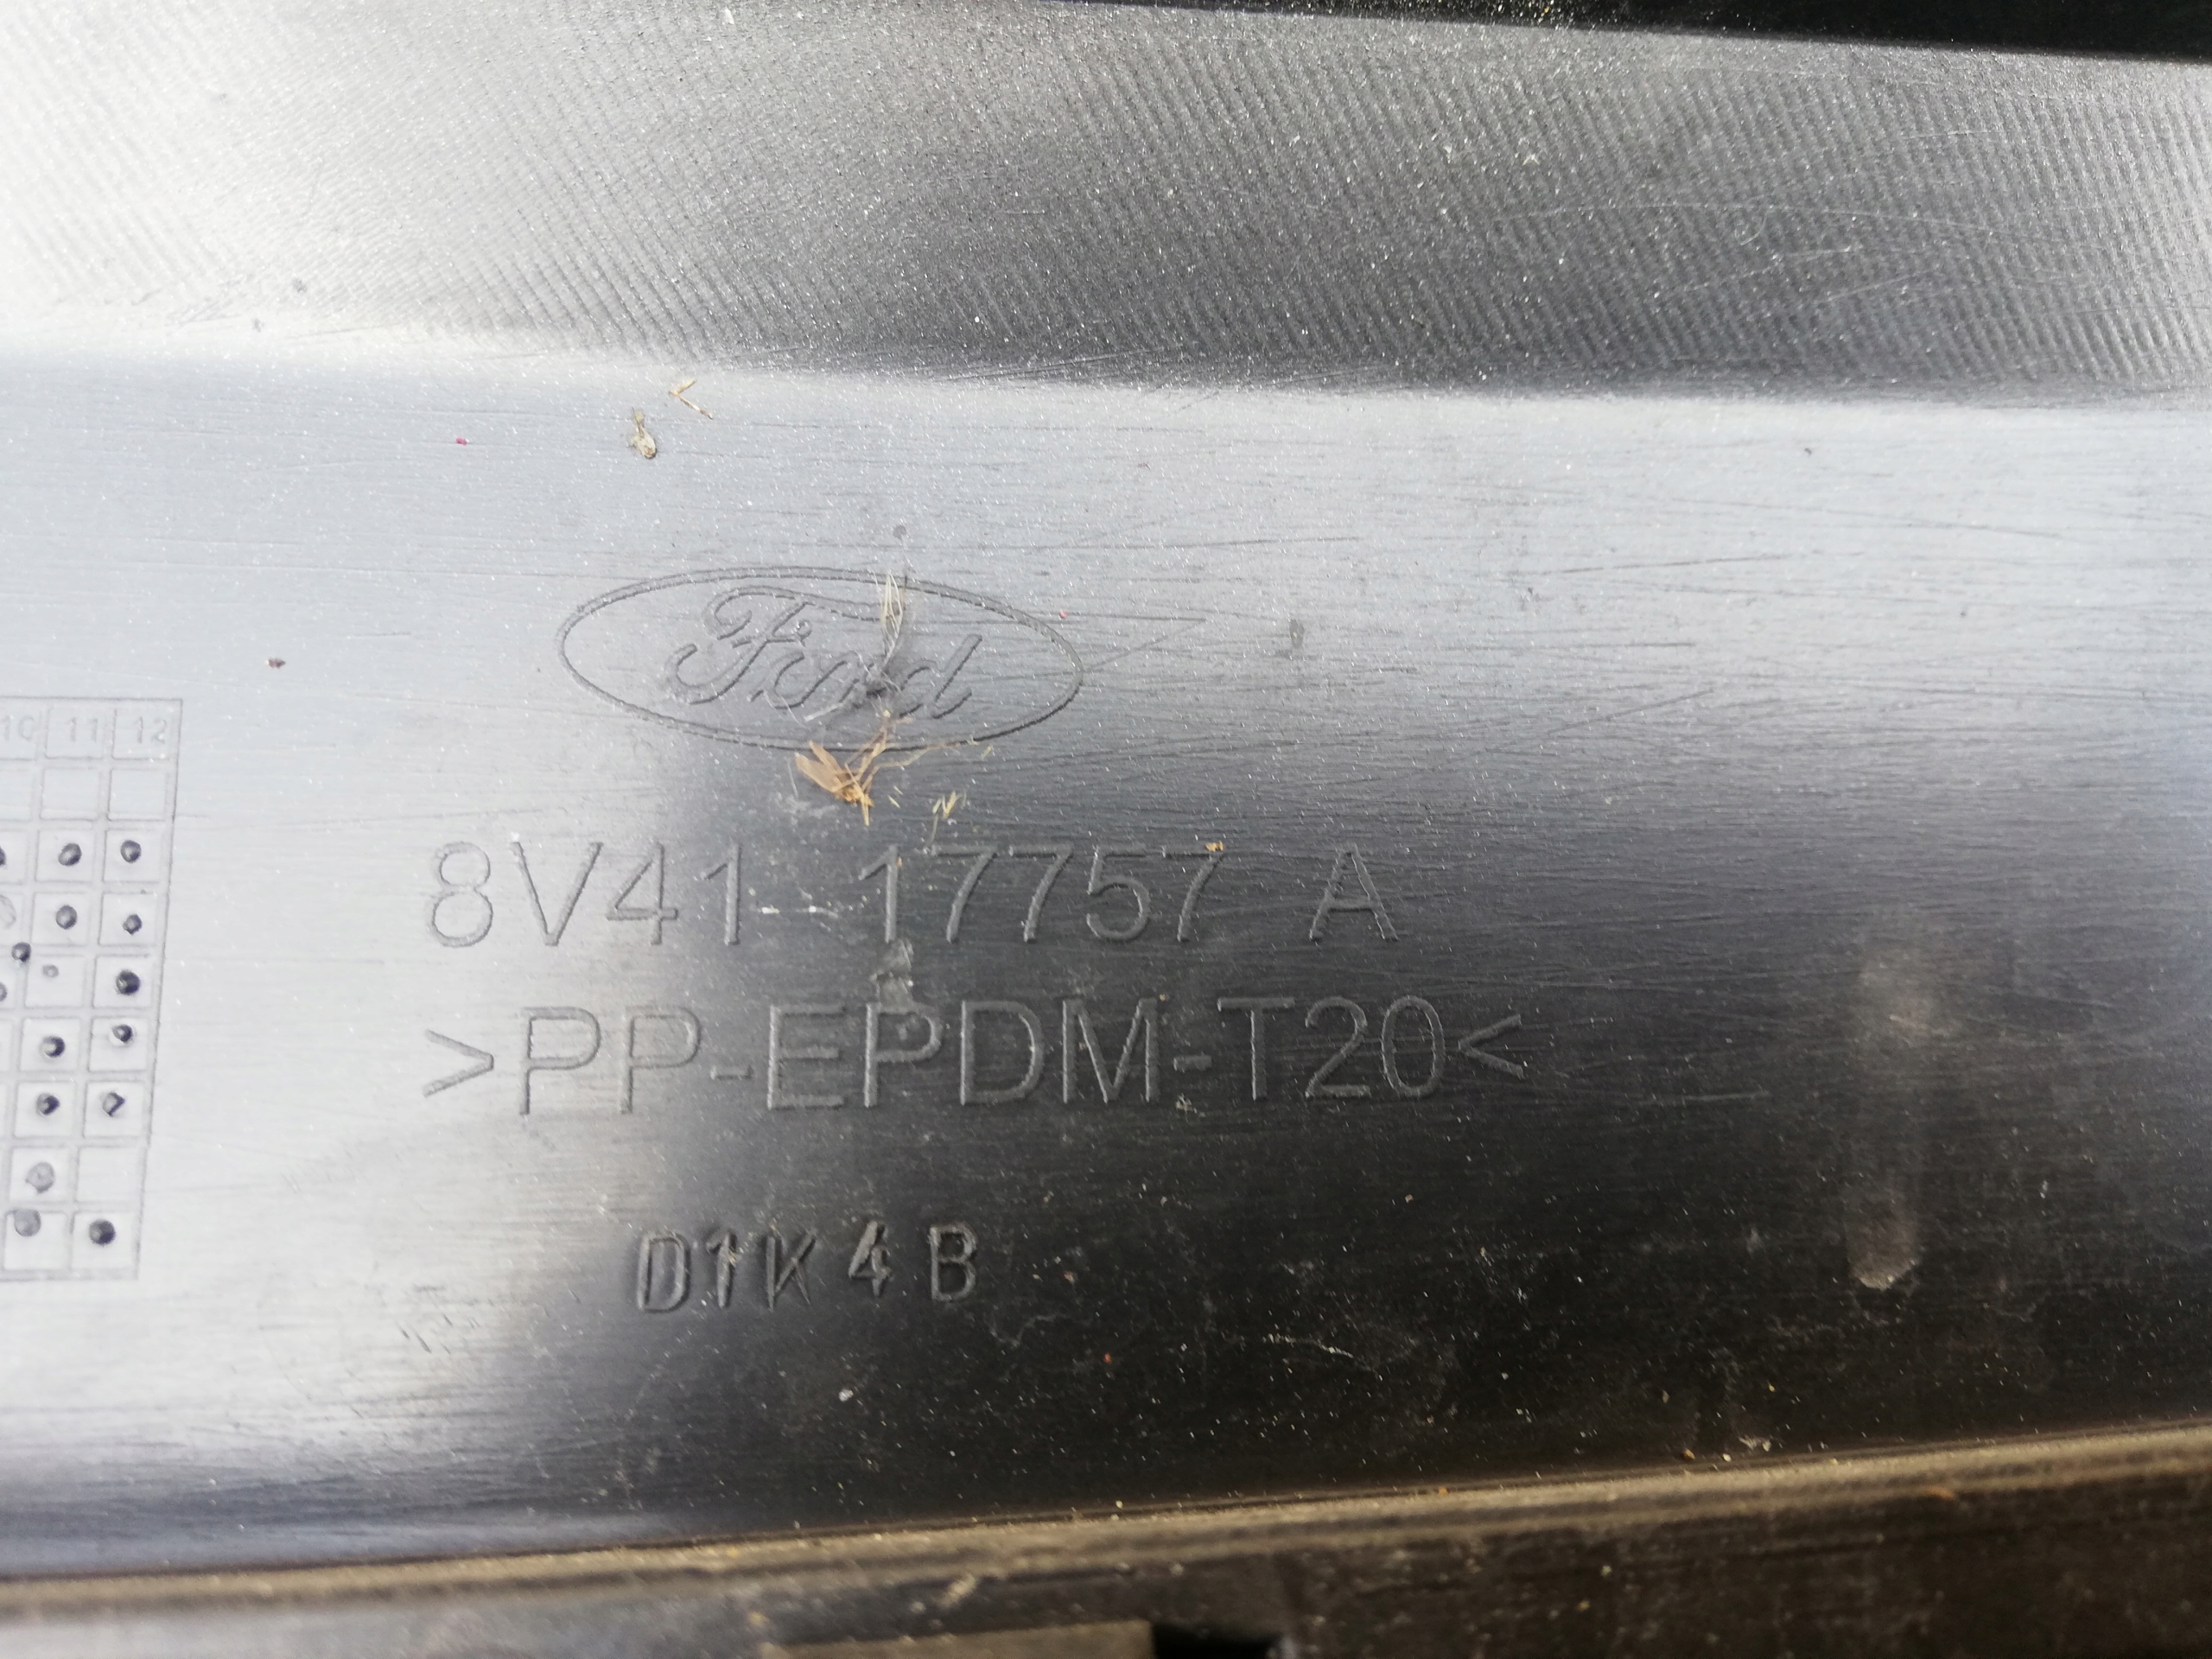 Ford
10 11 12
8V41 17757 A
>PP-EPDM-T20<
D1K4B